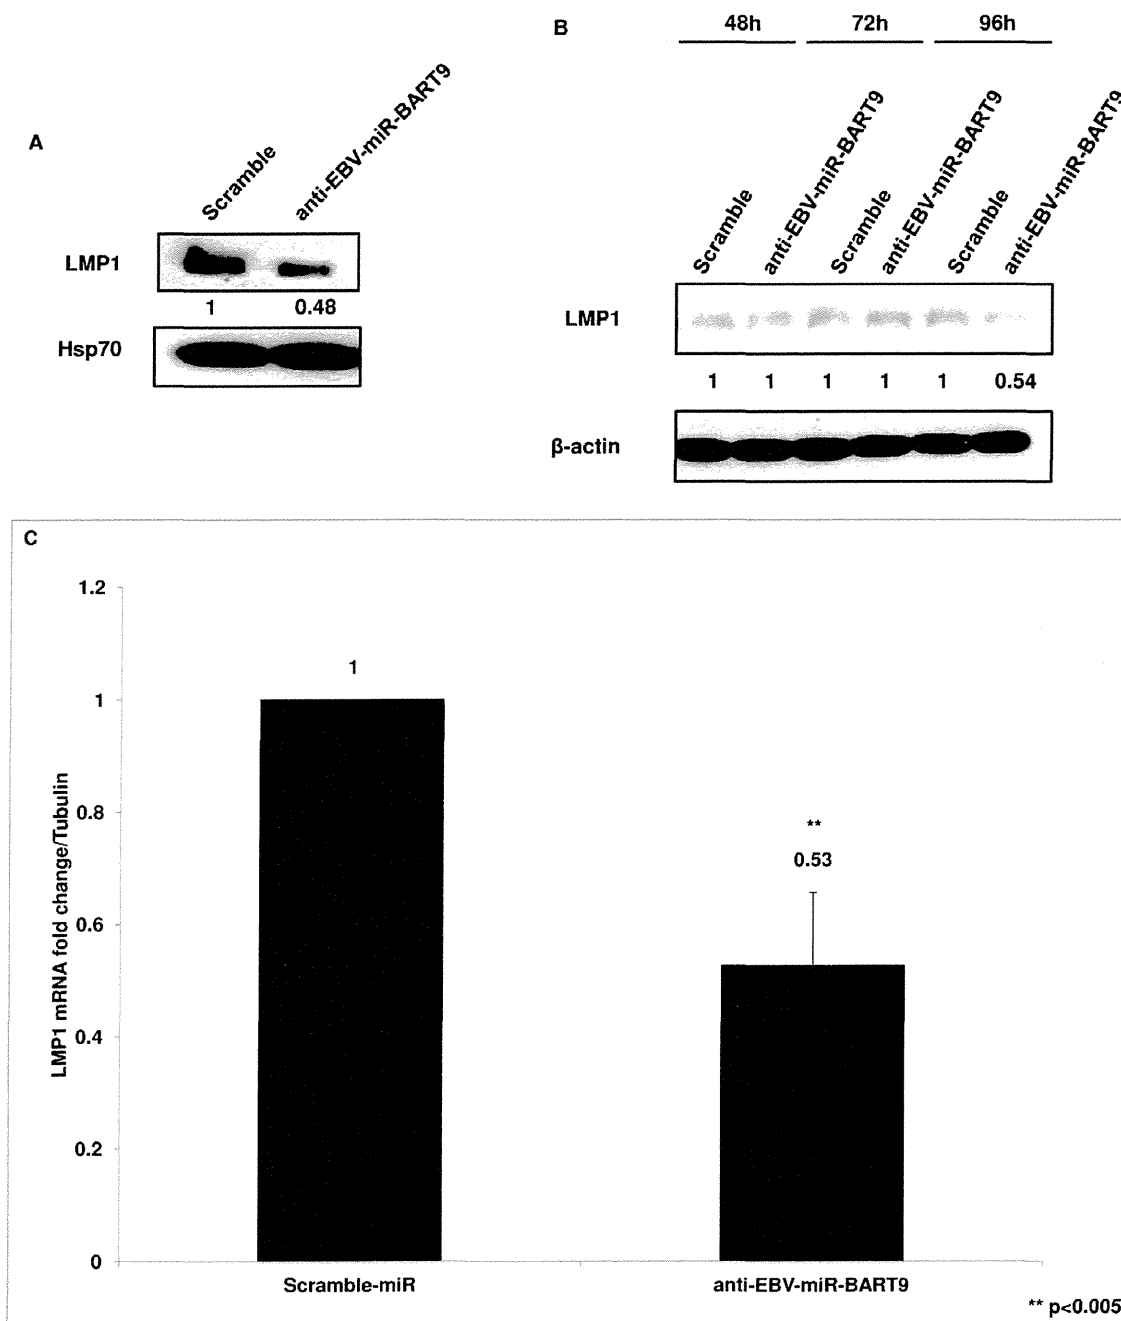 A
Scramble
anti-EBV-miR-BART9
LMP1
1 0.48
Hsp70
B
48h 72h 96h
Scramble
anti-EBV-miR-BART9
Scramble
anti-EBV-miR-BART9
Scramble
anti-EBV-miR-BART9
LMP1
1 1 1 1 1 0.54
β-actin
C
LMP1 mRNA fold change/Tubulin
1.2
1
0.8
0.6
0.4
0.2
0
1
**
0.53
Scramble-miR
anti-EBV-miR-BART9
** p<0.005